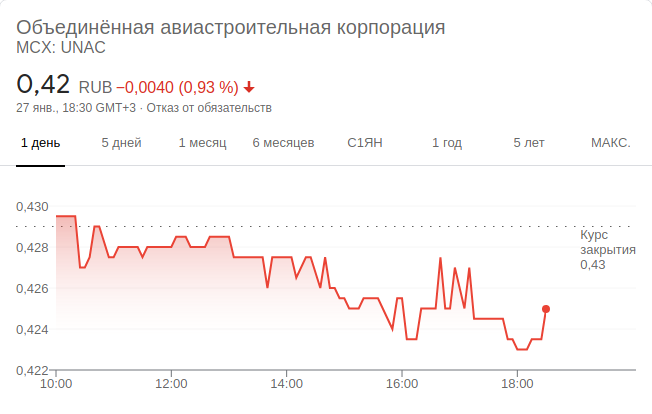 Объединённая авиастроительная корпорация
MCX: UNAC
0,42 RUB −0,0040 (0,93 %)
27 янв., 18:30 GMT+3 · Отказ от обязательств
1 день 5 дней 1 месяц 6 месяцев С1ЯН 1 год 5 лет МАКС.
0,430
Курс
закрытия
0,43
0,428
0,426
0,424
0,422
10:00 12:00 14:00 16:00 18:00